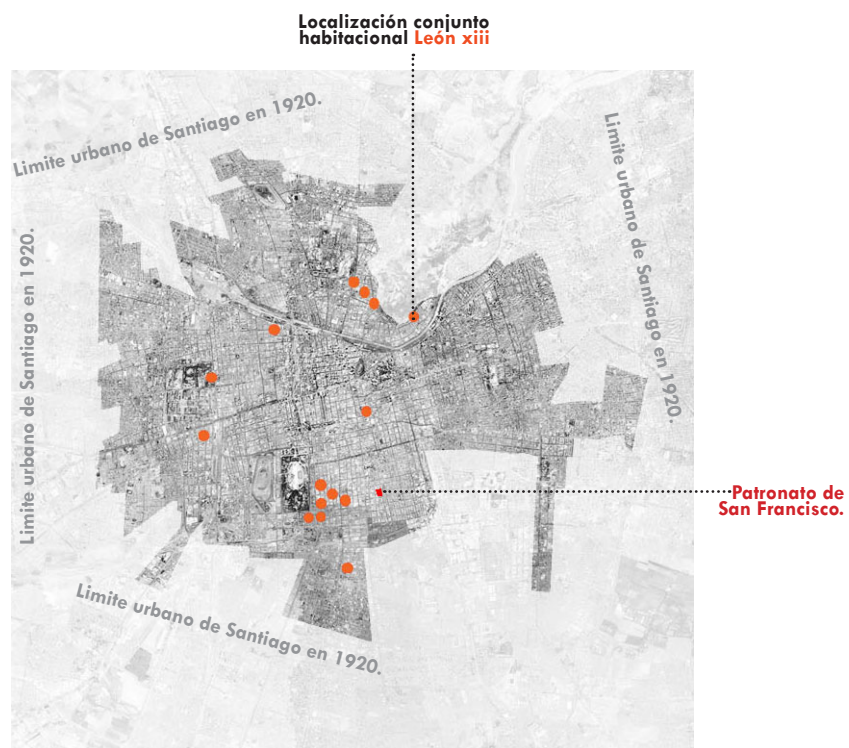 Localización conjunto
habitacional León xiii
Limite urbano de Santiago en 1920.
Limite urbano de Santiago en 1920.
Limite urbano de Santiago en 1920.
Patronato de
San Francisco.
Limite urbano de Santiago en 1920.